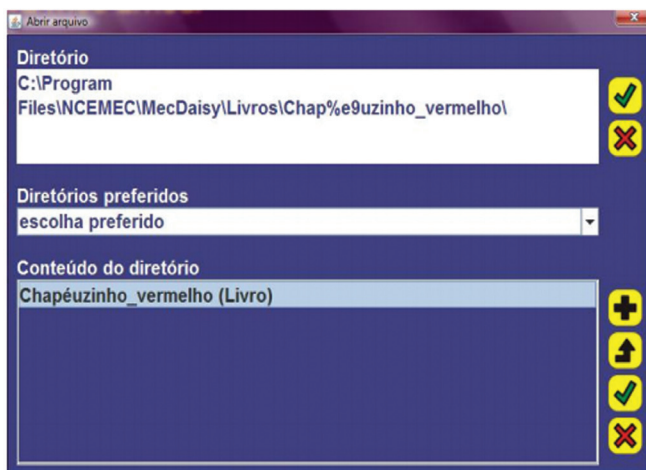 Abrir arquivo
Diretório
C:\Program
Files\NCEMEC\MecDaisy\Livros\Chap%e9uzinho_vermelho\
Diretórios preferidos
escolha preferido
Conteúdo do diretório
Chapéuzinho_vermelho (Livro)